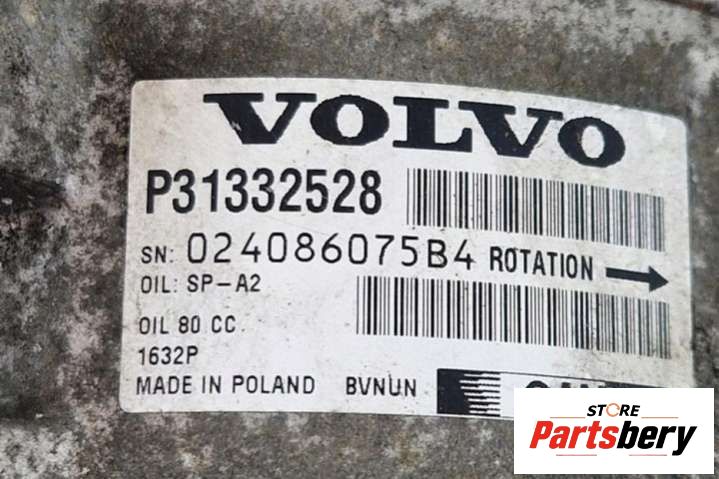 VOLVO
P31332528
SN: 024086075B4 ROTATION →
OIL: SP-A2
OIL 80 CC.
1632P
MADE IN POLAND BVNUN
STORE
Partsbery